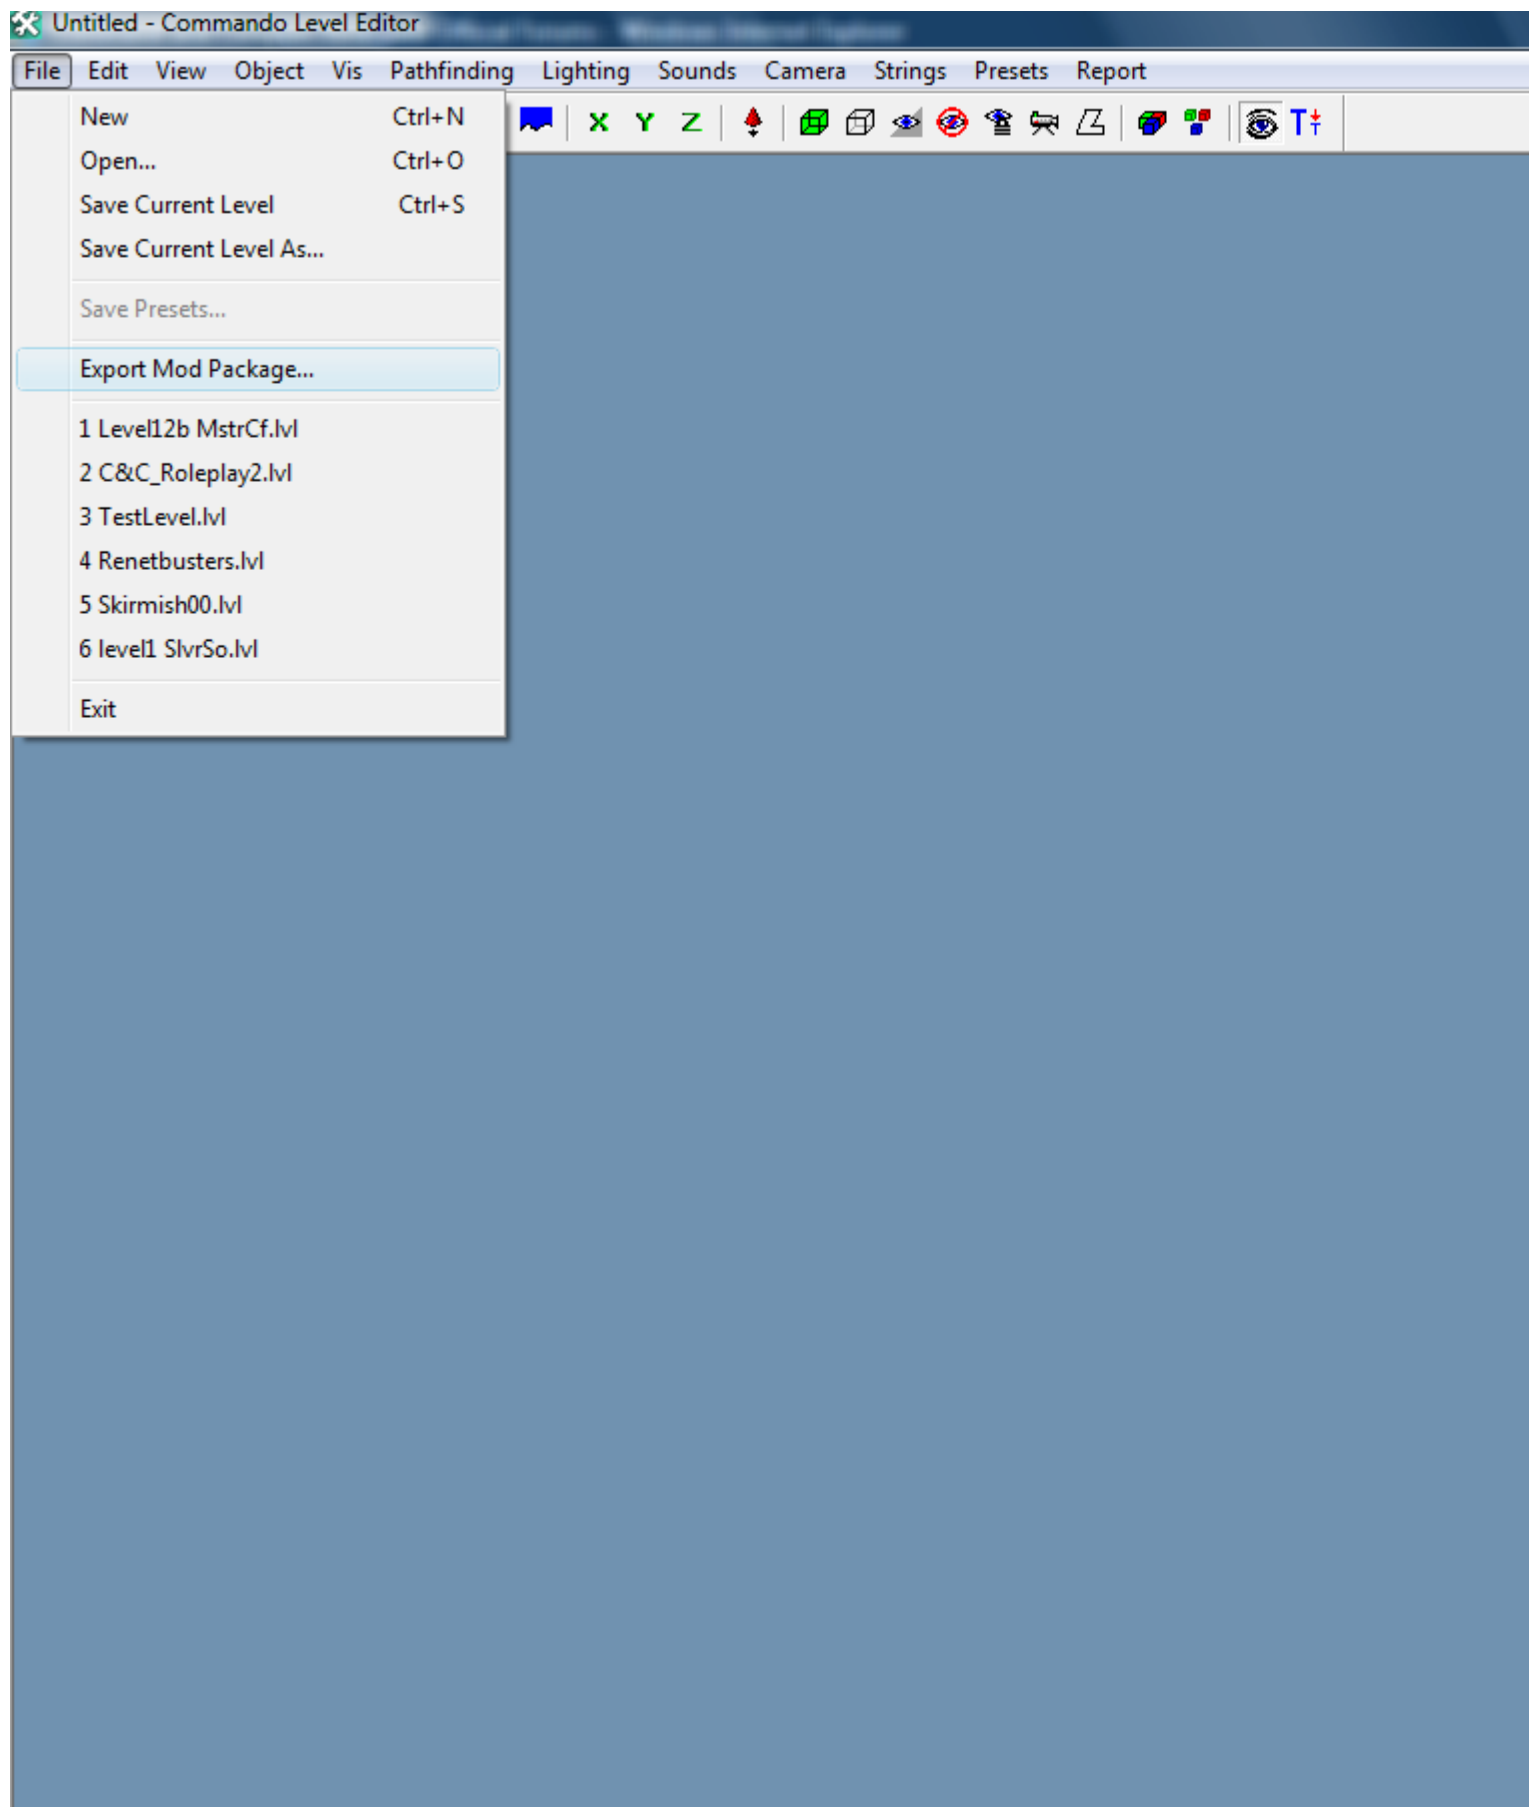 Untitled - Commando Level Editor
File Edit View Object Vis Pathfinding Lighting Sounds Camera Strings Presets Report
New Ctrl+N
Open... Ctrl+O
Save Current Level Ctrl+S
Save Current Level As...
Save Presets...
Export Mod Package...
1 Level12b MstrCf.lvl
2 C&C_Roleplay2.lvl
3 TestLevel.lvl
4 Renetbusters.lvl
5 Skirmish00.lvl
6 level1 SlvrSo.lvl
Exit
X Y Z T